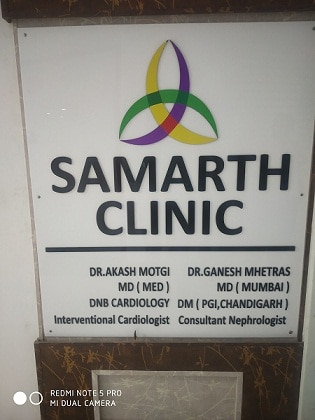 SAMARTH
CLINIC
DR.AKASH MOTGI
MD ( MED )
DNB CARDIOLOGY
Interventional Cardiologist
DR.GANESH MHETRAS
MD ( MUMBAI )
DM ( PGI,CHANDIGARH )
Consultant Nephrologist
REDMI NOTE 5 PRO
MI DUAL CAMERA